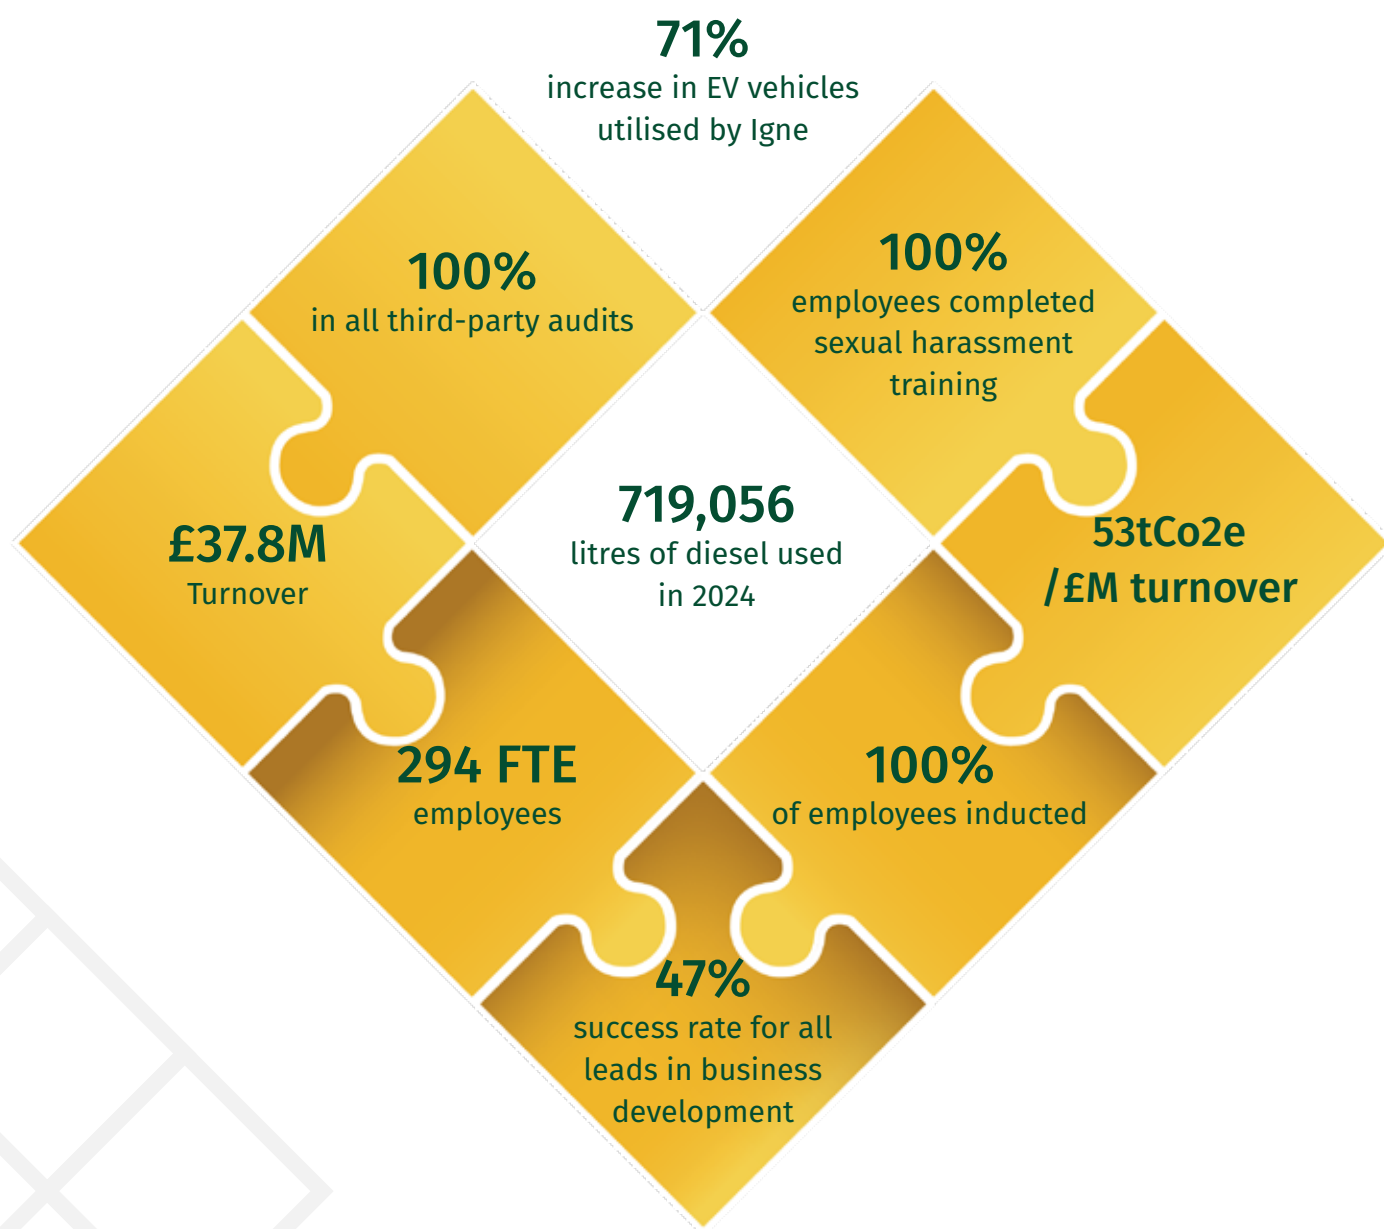 71%
increase in EV vehicles
utilised by Igne
100%
in all third-party audits
100%
employees completed
sexual harassment
training
£37.8M
Turnover
719,056
litres of diesel used
in 2024
53tCo2e
/£M turnover
294 FTE
employees
100%
of employees inducted
47%
success rate for all
leads in business
development